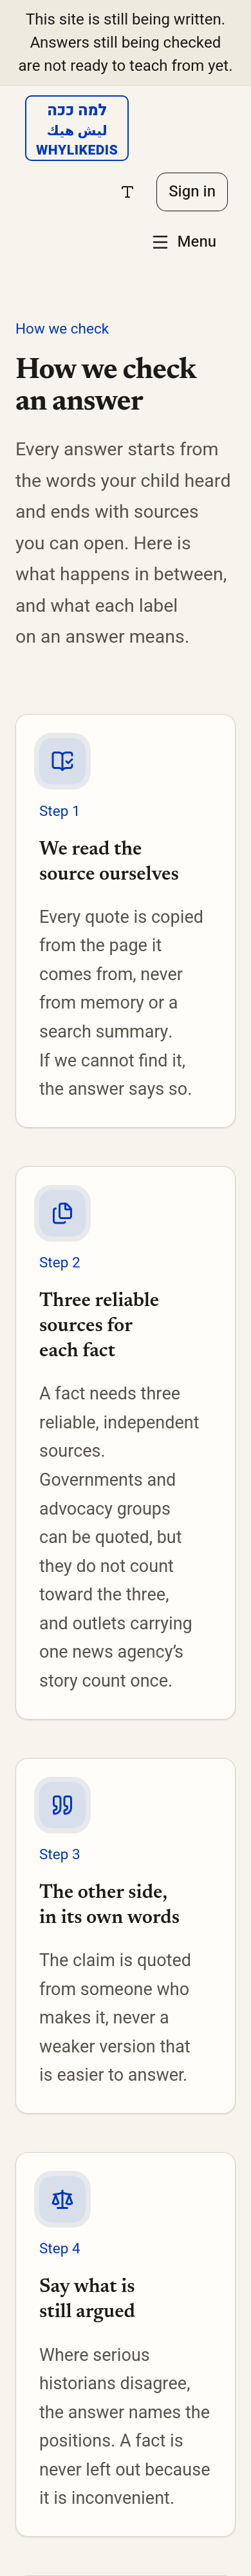 This site is still being written.
Answers still being checked
are not ready to teach from yet.
למה ככה
ليش هيك
WHYLIKEDIS
T
Sign in
Menu
How we check
How we check
an answer
Every answer starts from
the words your child heard
and ends with sources
you can open. Here is
what happens in between,
and what each label
on an answer means.
Step 1
We read the
source ourselves
Every quote is copied
from the page it
comes from, never
from memory or a
search summary.
If we cannot find it,
the answer says so.
Step 2
Three reliable
sources for
each fact
A fact needs three
reliable, independent
sources.
Governments and
advocacy groups
can be quoted, but
they do not count
toward the three,
and outlets carrying
one news agency’s
story count once.
Step 3
The other side,
in its own words
The claim is quoted
from someone who
makes it, never a
weaker version that
is easier to answer.
Step 4
Say what is
still argued
Where serious
historians disagree,
the answer names the
positions. A fact is
never left out because
it is inconvenient.